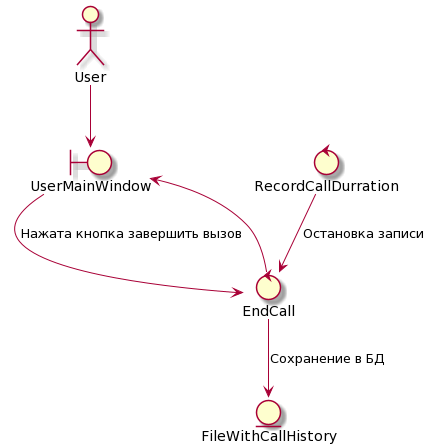 User
UserMainWindow
RecordCallDurration
Нажата кнопка завершить вызов
Остановка записи
EndCall
Сохранение в БД
FileWithCallHistory